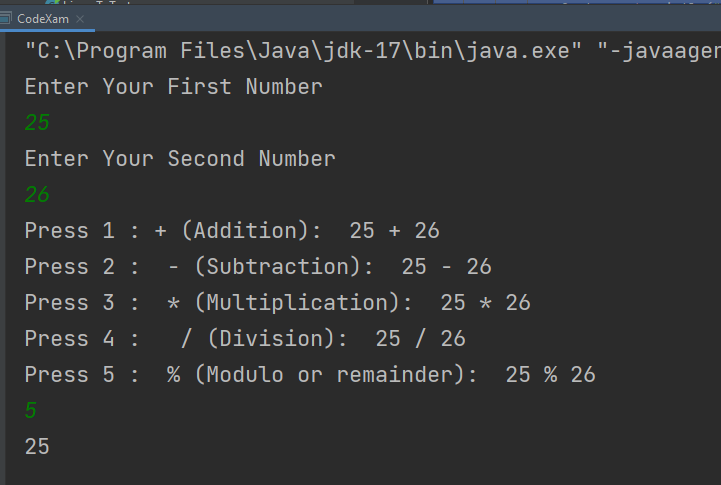 CodeXam
"C:\Program Files\Java\jdk-17\bin\java.exe" "-javaagen
Enter Your First Number
25
Enter Your Second Number
26
Press 1 : + (Addition):  25 + 26
Press 2 :  - (Subtraction):  25 - 26
Press 3 :  * (Multiplication):  25 * 26
Press 4 :   / (Division):  25 / 26
Press 5 :  % (Modulo or remainder):  25 % 26
5
25